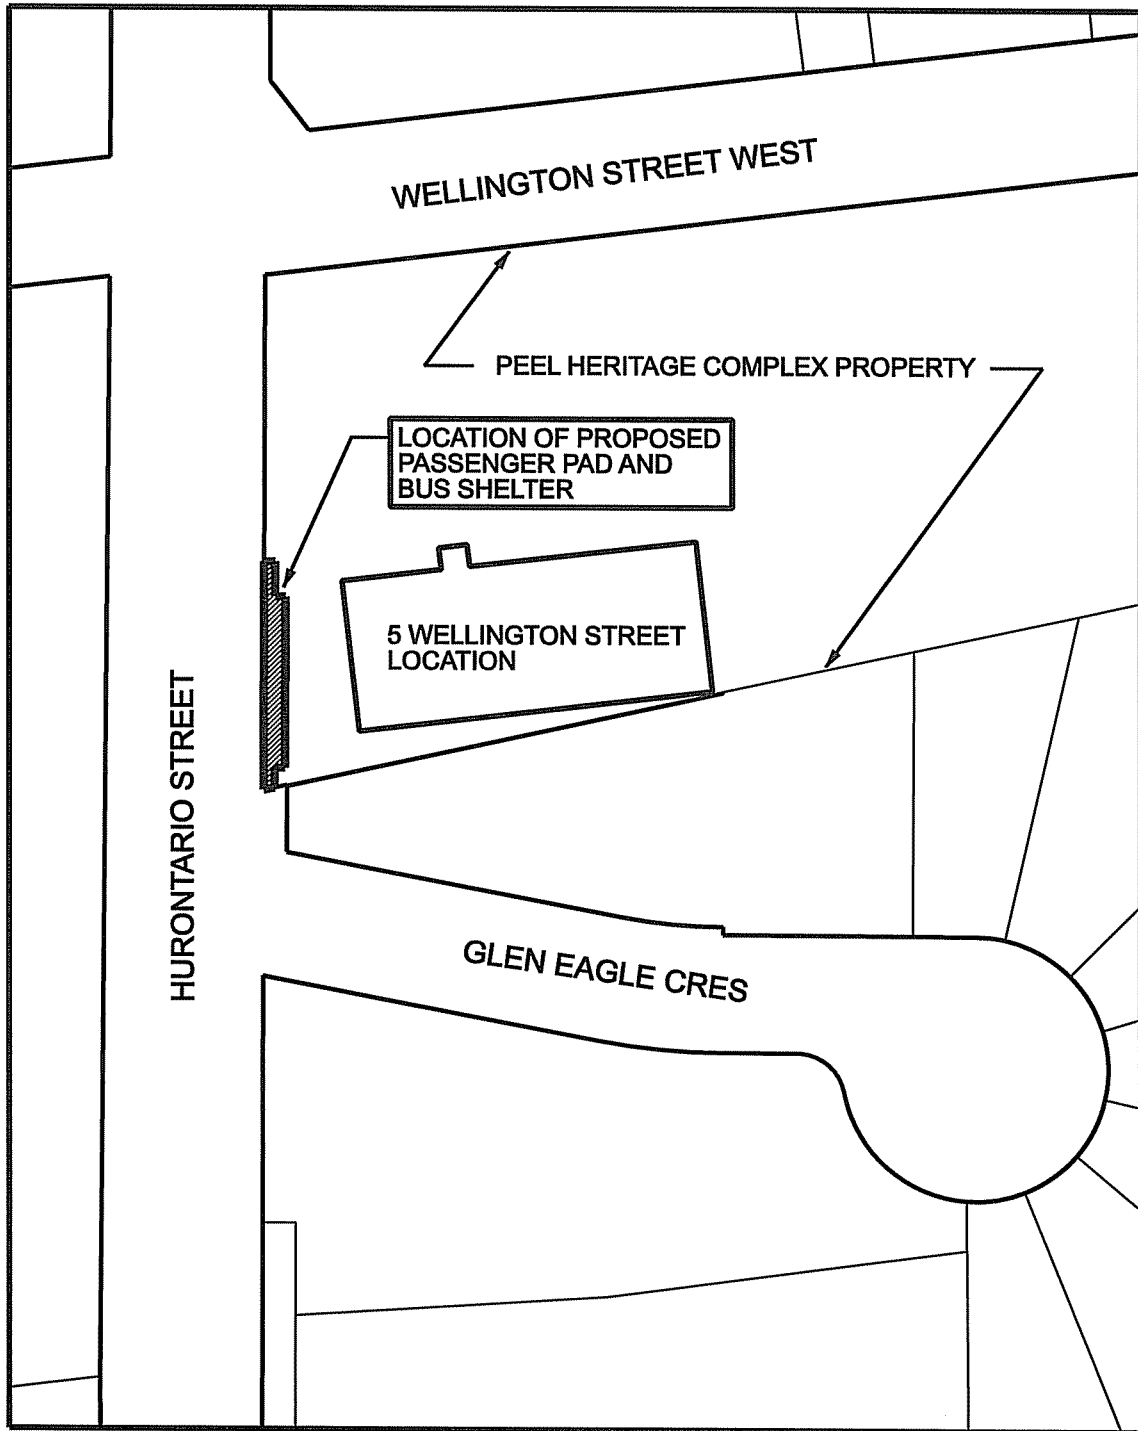 WELLINGTON STREET WEST
PEEL HERITAGE COMPLEX PROPERTY
LOCATION OF PROPOSED
PASSENGER PAD AND
BUS SHELTER
5 WELLINGTON STREET
LOCATION
HURONTARIO STREET
GLEN EAGLE CRES